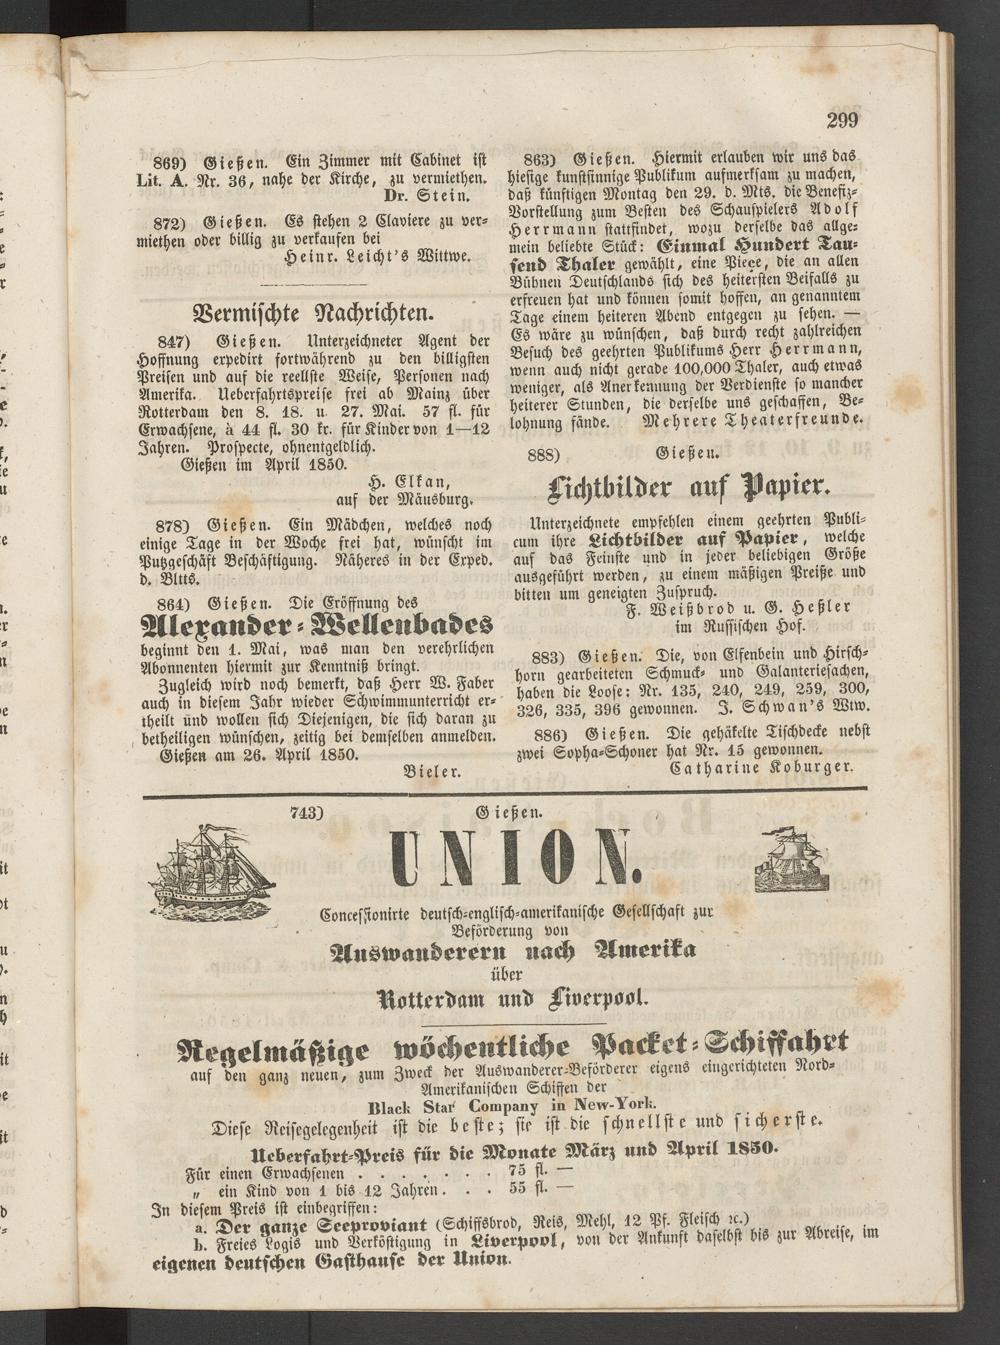 299
869) Gießen. Ein Zimmer mit Cabinet ist
Lit. A. Nr. 36, nahe der Kirche, zu vermiethen.
Dr. Stein.
872) Gießen. Es stehen 2 Claviere zu ver-
miethen oder billig zu verkaufen bei
Heinr. Leicht's Wittwe.
Vermischte Nachrichten.
847) Gießen. Unterzeichneter Agent der
Hoffnung expedirt fortwährend zu den billigsten
Preisen und auf die reellste Weise, Personen nach
Amerika. Ueberfahrtspreise frei ab Mainz über
Rotterdam den 8. 18. u. 27. Mai. 57 fl. für
Erwachsene, à 44 fl. 30 kr. für Kinder von 1—12
Jahren. Prospecte, ohnentgeldlich.
Gießen im April 1850.
H. Elkan,
auf der Mäusburg.
878) Gießen. Ein Mädchen, welches noch
einige Tage in der Woche frei hat, wünscht im
Putzgeschäft Beschäftigung. Näheres in der Exped.
d. Bltts.
864) Gießen. Die Eröffnung des
Alexander-Wellenbades
beginnt den 1. Mai, was man den verehrlichen
Abonnenten hiermit zur Kenntniß bringt.
Zugleich wird noch bemerkt, daß Herr W. Faber
auch in diesem Jahr wieder Schwimmunterricht er-
theilt und wollen sich Diejenigen, die sich daran zu
betheiligen wünschen, zeitig bei demselben anmelden.
Gießen am 26. April 1850.
Bieler.
863) Gießen. Hiermit erlauben wir uns das
hiesige kunstsinnige Publikum aufmerksam zu machen,
daß künftigen Montag den 29. d. Mts. die Benefiz-
Vorstellung zum Besten des Schauspielers Adolf
Herrmann stattfindet, wozu derselbe das allge-
mein beliebte Stück: Einmal Hundert Tau-
send Thaler gewählt, eine Pieçe, die an allen
Bühnen Deutschlands sich des heitersten Beifalls zu
erfreuen hat und können somit hoffen, an genanntem
Tage einem heiteren Abend entgegen zu sehen. —
Es wäre zu wünschen, daß durch recht zahlreichen
Besuch des geehrten Publikums Herr Herrmann,
wenn auch nicht gerade 100,000 Thaler, auch etwas
weniger, als Anerkennung der Verdienste so mancher
heiterer Stunden, die derselbe uns geschaffen, Be-
lohnung fände. Mehrere Theaterfreunde.
888) Gießen.
Lichtbilder auf Papier.
Unterzeichnete empfehlen einem geehrten Publi-
cum ihre Lichtbilder auf Papier, welche
auf das Feinste und in jeder beliebigen Größe
ausgeführt werden, zu einem mäßigen Preiße und
bitten um geneigten Zuspruch.
F. Weißbrod u. G. Heßler
im Russischen Hof.
883) Gießen. Die, von Elfenbein und Hirsch-
horn gearbeiteten Schmuck- und Galanteriesachen,
haben die Loose: Nr. 135, 240, 249, 259, 300,
326, 335, 396 gewonnen. J. Schwan's Wtw.
886) Gießen. Die gehäkelte Tischdecke nebst
zwei Sopha-Schoner hat Nr. 15 gewonnen.
Catharine Koburger.
743) Gießen.
UNION.
Concessionirte deutsch-englisch-amerikanische Gesellschaft zur
Beförderung von
Auswanderern nach Amerika
über
Rotterdam und Liverpool.
Regelmäßige wöchentliche Packet-Schiffahrt
auf den ganz neuen, zum Zweck der Auswanderer-Beförderer eigens eingerichteten Nord-
Amerikanischen Schiffen der
Black Star Company in New-York.
Diese Reisegelegenheit ist die beste; sie ist die schnellste und sicherste.
Ueberfahrt-Preis für die Monate März und April 1850.
Für einen Erwachsenen . . . . . . . 75 fl. —
„ ein Kind von 1 bis 12 Jahren. . . 55 fl. —
In diesem Preis ist einbegriffen:
a. Der ganze Seeproviant (Schiffsbrod, Reis, Mehl, 12 Pf. Fleisch ꝛc.)
b. Freies Logis und Verköstigung in Liverpool, von der Ankunft daselbst bis zur Abreise, im
eigenen deutschen Gasthause der Union.